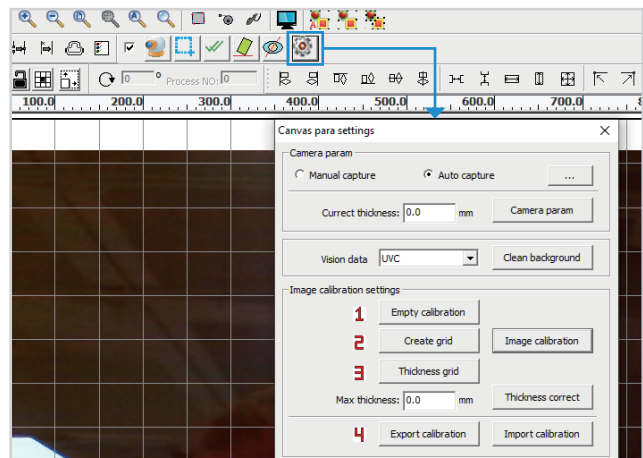 0 ° Process NO: 0
100.0 200.0 300.0 400.0 500.0 600.0 700.0 8
Canvas para settings
Camera param
Manual capture Auto capture ...
Currect thickness: 0.0 mm Camera param
Vision data UVC Clean background
Image calibration settings
1 Empty calibration
2 Create grid Image calibration
3 Thickness grid
Max thickness: 0.0 mm Thickness correct
4 Export calibration Import calibration